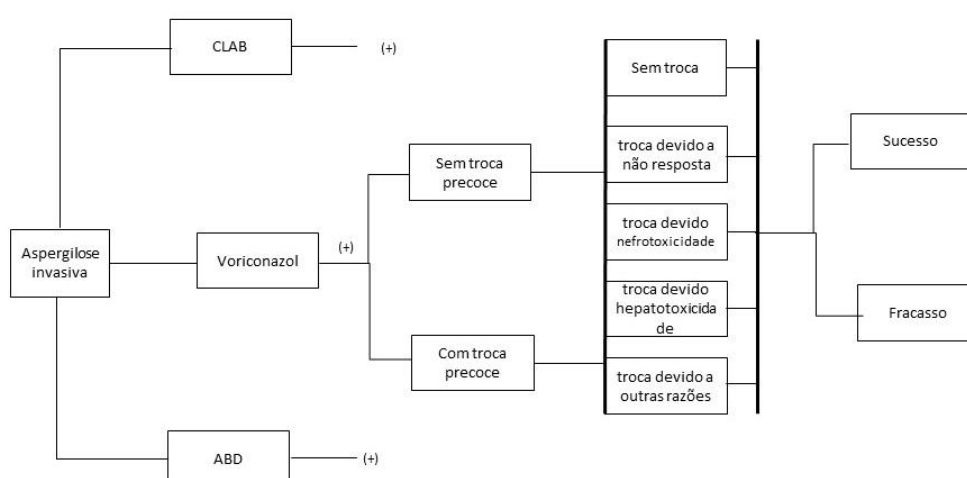 CLAB
(+)
Sem troca
troca devido a
não resposta
Sem troca
precoce
Sucesso
troca devido
nefrotoxicidade
Aspergilose
invasiva
Voriconazol
(+)
troca devido
hepatotoxicida
de
Fracasso
Com troca
precoce
troca devido a
outras razões
ABD
(+)